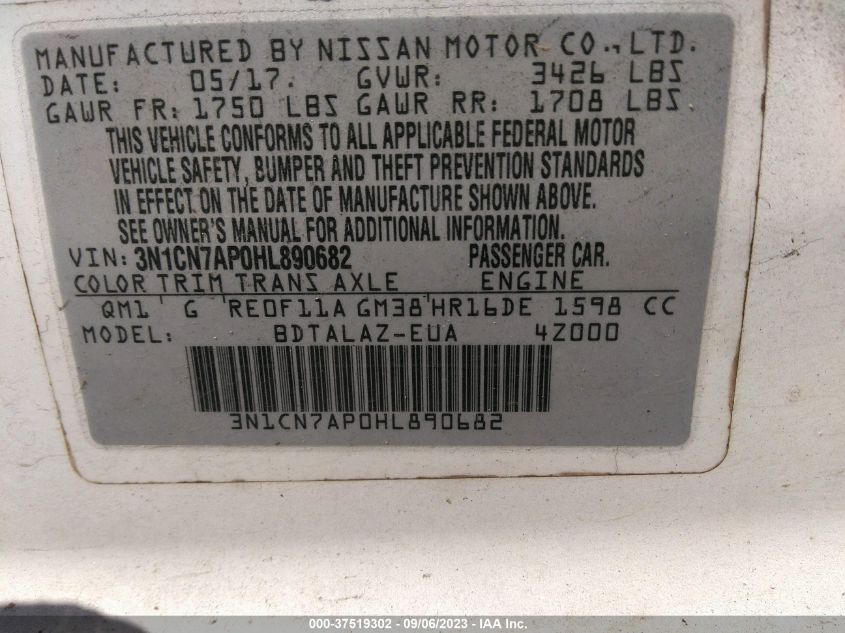 MANUFACTURED BY NISSAN MOTOR CO., LTD.
DATE: 05/17. GVWR: 3426 LBS
GAWR FR: 1750 LBS GAWR RR: 1708 LBS
THIS VEHICLE CONFORMS TO ALL APPLICABLE FEDERAL MOTOR
VEHICLE SAFETY, BUMPER AND THEFT PREVENTION STANDARDS
IN EFFECT ON THE DATE OF MANUFACTURE SHOWN ABOVE.
SEE OWNER'S MANUAL FOR ADDITIONAL INFORMATION.
VIN: 3N1CN7AP0HL890682 PASSENGER CAR.
COLOR TRIM TRANS AXLE ENGINE
QM1 G RE0F11A GM38 HR16DE 1598 CC
MODEL: BDTALAZ-EUA 4Z000
3N1CN7AP0HL890682
000-37519302 - 09/06/2023 - IAA Inc.